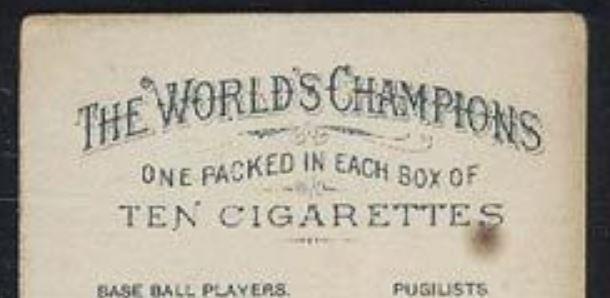 THE WORLD'S CHAMPIONS
ONE PACKED IN EACH BOX OF
TEN CIGARETTES
BASE BALL PLAYERS. PUGILISTS